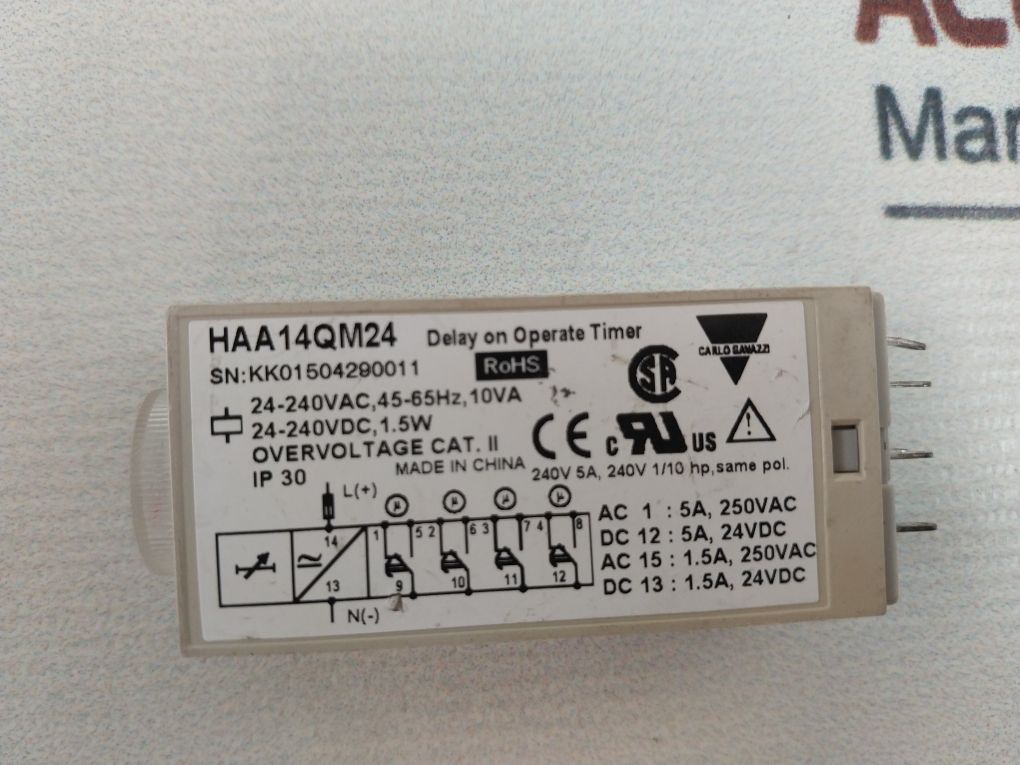 Mar
HAA14QM24 Delay on Operate Timer
SN:KK01504290011 RoHS
CARLO GAVAZZI
SA
24-240VAC,45-65Hz,10VA
24-240VDC,1.5W
OVERVOLTAGE CAT. II
IP 30
MADE IN CHINA
CE c RU US
240V 5A, 240V 1/10 hp,same pol.
L(+)
14
13
N(-)
1 5 2 6 3 7 4 8
9 10 11 12
AC 1 : 5A, 250VAC
DC 12 : 5A, 24VDC
AC 15 : 1.5A, 250VAC
DC 13 : 1.5A, 24VDC